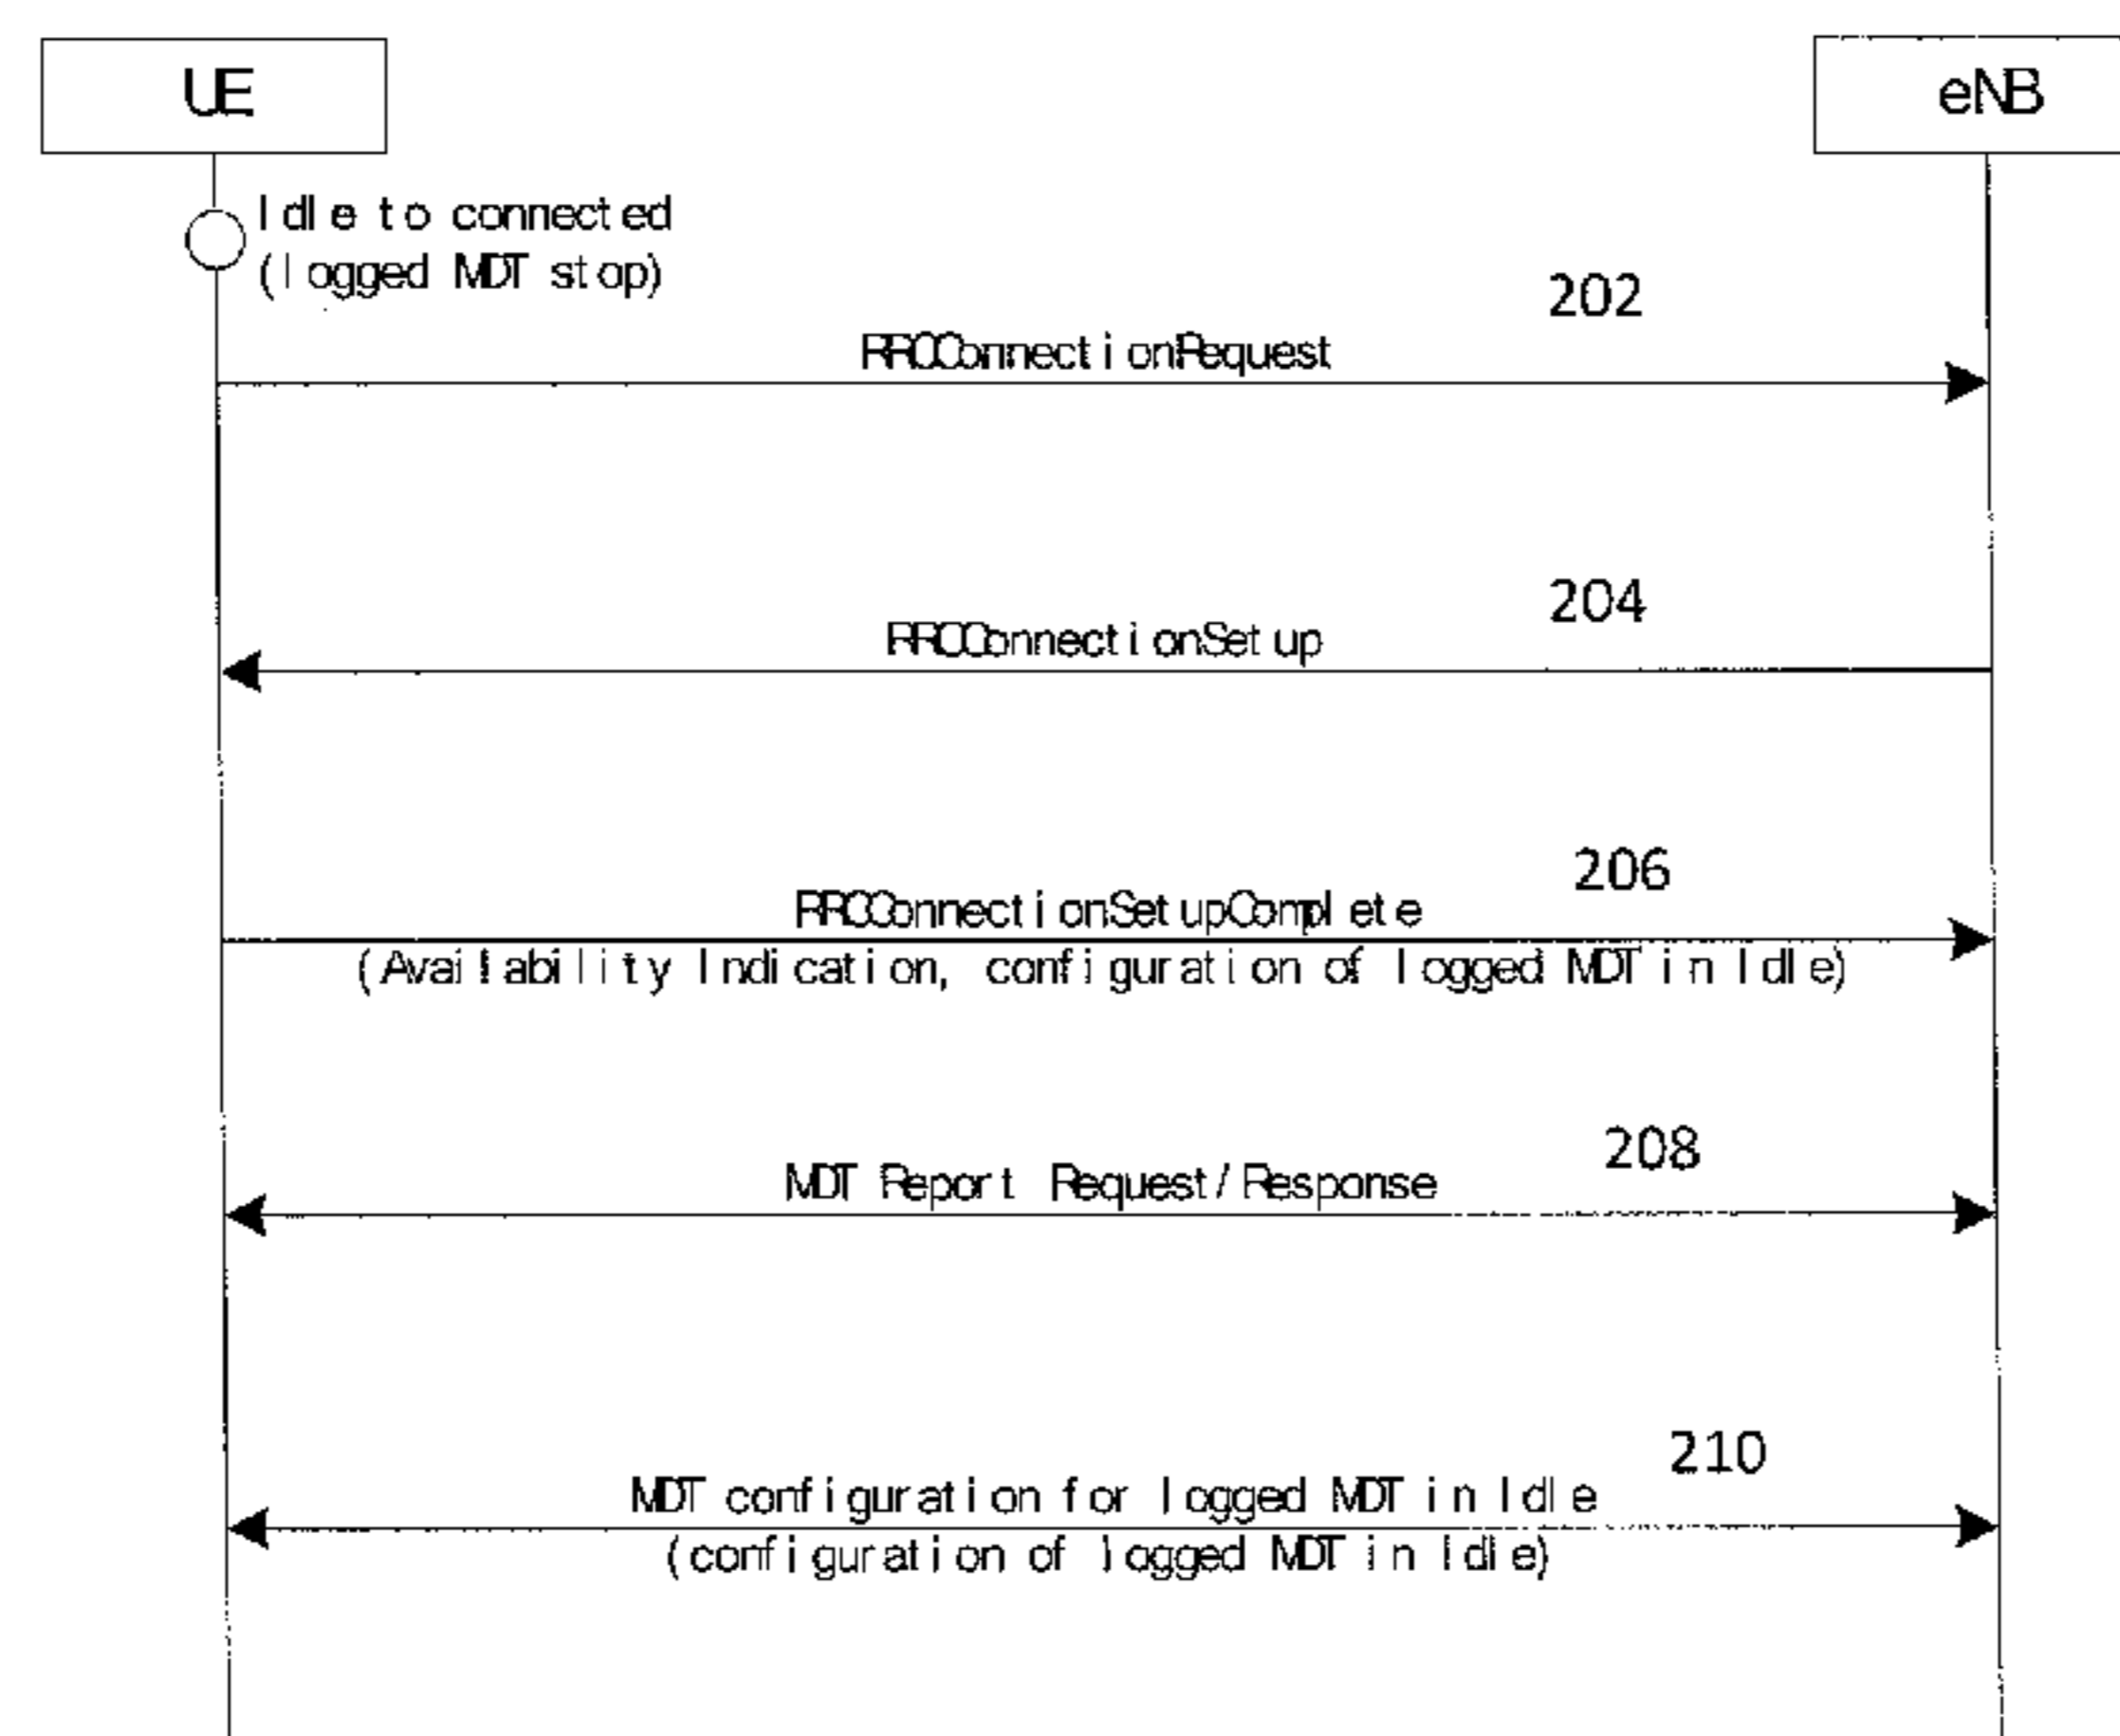 UE
eNB
Idle to connected
(logged MDT stop)
202
RRCConnectionRequest
204
RRCConnectionSetup
206
RRCConnectionSetupComplete
(Availability Indication, configuration of logged MDT in Idle)
208
MDT Report Request/Response
210
MDT configuration for logged MDT in Idle
(configuration of logged MDT in Idle)